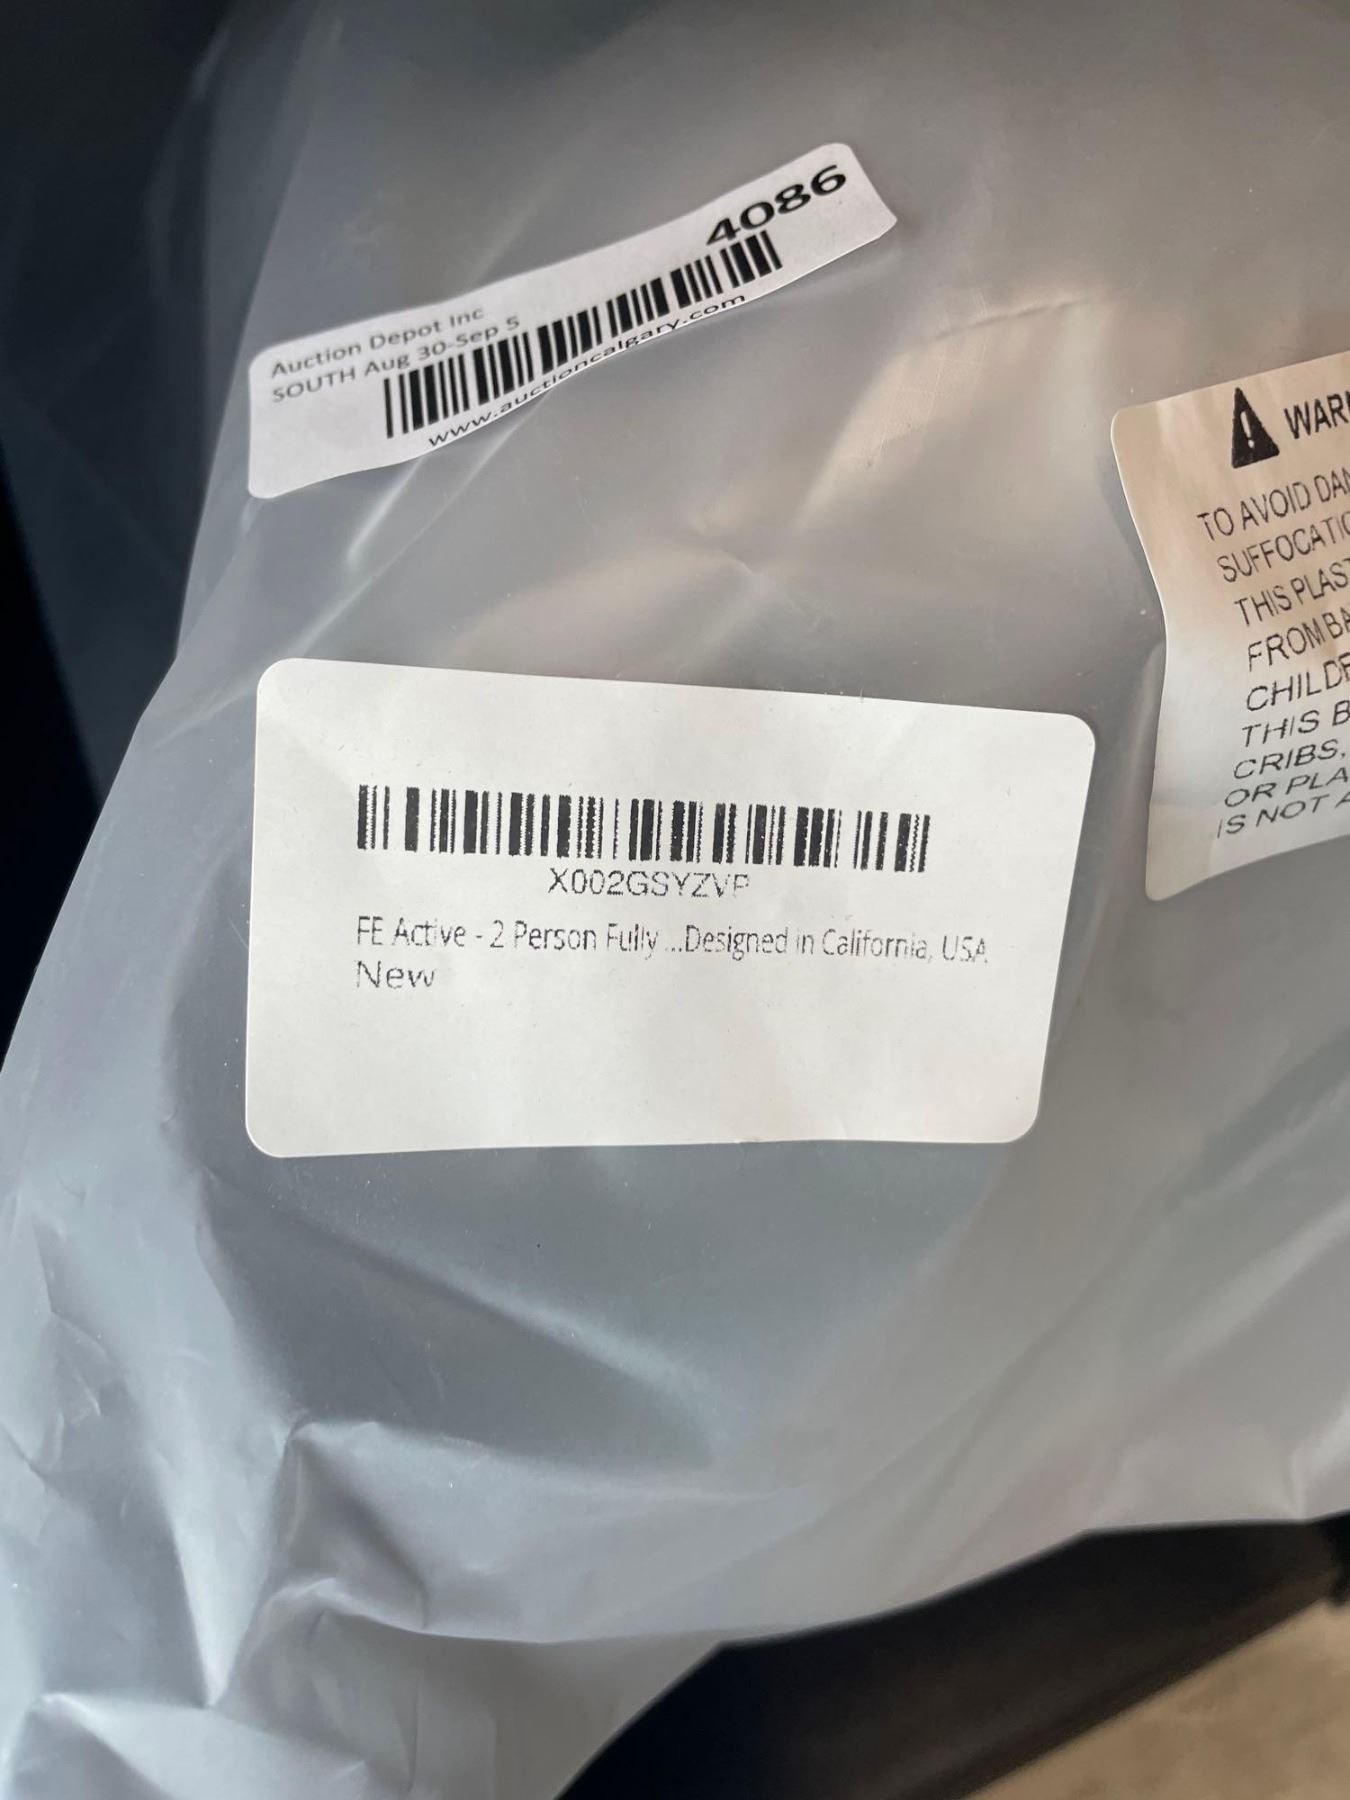 4086
Auction Depot Inc
SOUTH Aug 30-Sep 5
www.auctioncalgary.com
WAR
TO AVOID DAN
SUFFOCATIO
THIS PLAST
FROM BA
CHILDR
THIS B
CRIBS,
OR PLA
IS NOT A
X002GSYZVP
FE Active - 2 Person Fully ...Designed in California, USA
New